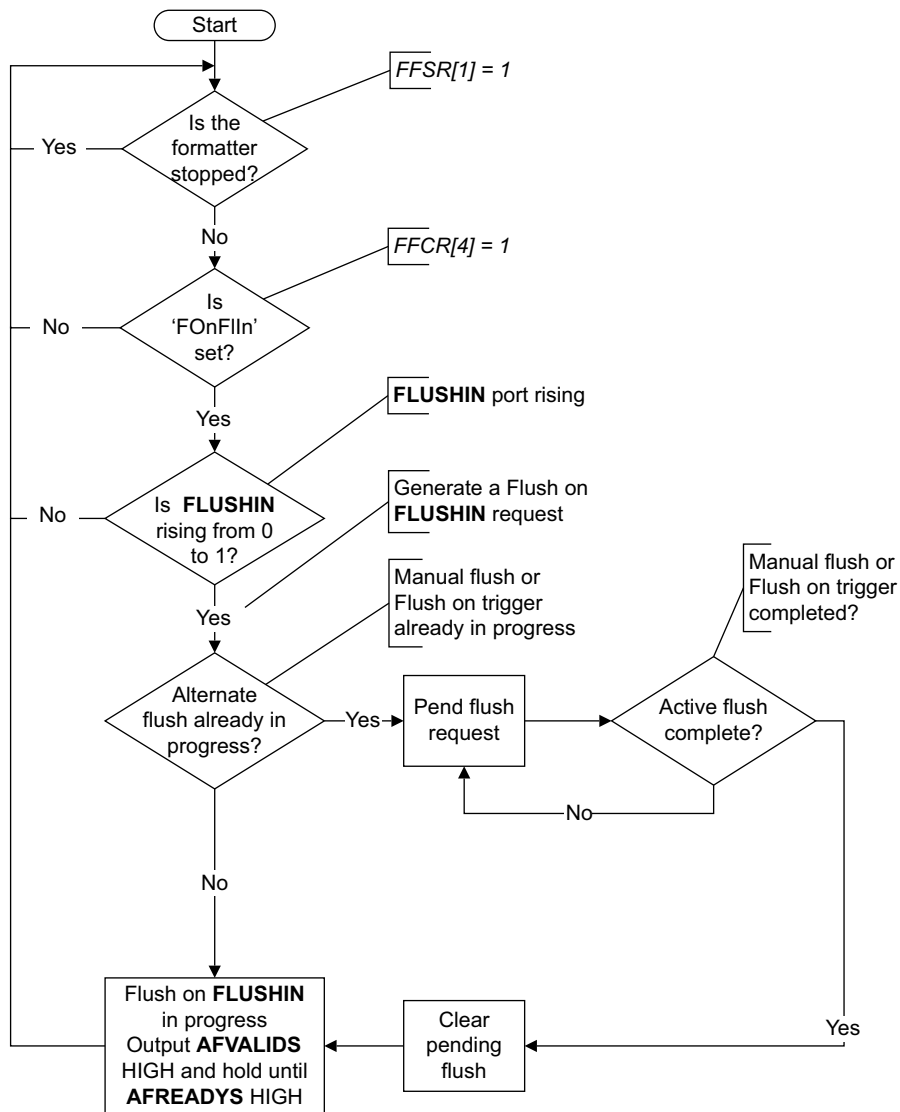 Start
FFSR[1] = 1
Is the
formatter
stopped?
Yes
No
FFCR[4] = 1
Is
‘FOnFlIn’
set?
No
Yes
FLUSHIN port rising
Is FLUSHIN
rising from 0
to 1?
No
Generate a Flush on
FLUSHIN request
Yes
Manual flush or
Flush on trigger
already in progress
Manual flush or
Flush on trigger
completed?
Alternate
flush already in
progress?
Yes
Pend flush
request
Active flush
complete?
No
No
Yes
Flush on FLUSHIN
in progress
Output AFVALIDS
HIGH and hold until
AFREADYS HIGH
Clear
pending
flush